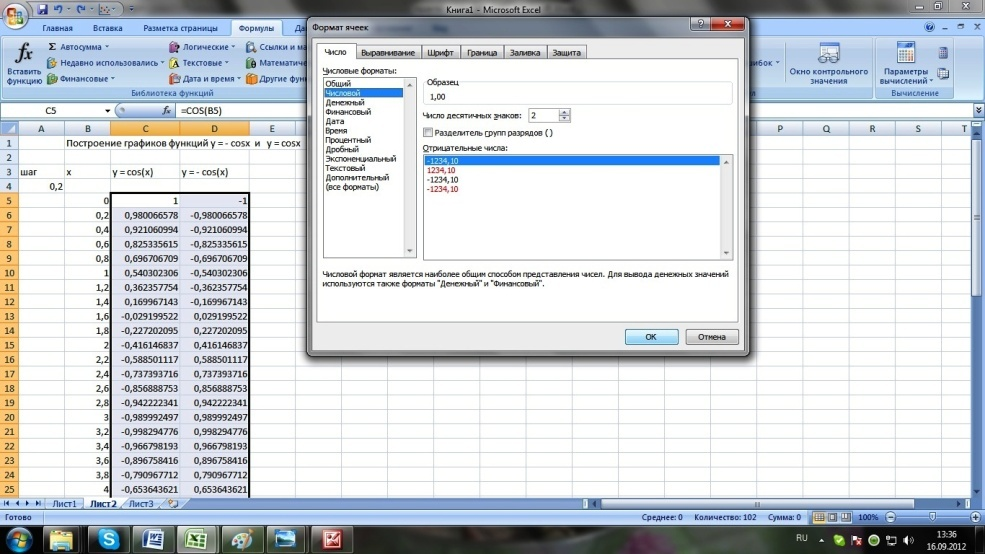 Книга1 - Microsoft Excel
Главная Вставка Разметка страницы Формулы
fx Вставить функцию
Σ Автосумма
Недавно использовались
Финансовые
Логические
Текстовые
Дата и время
Ссылки и ма
Математиче
Другие фун
Библиотека функций
Окно контрольного значения
Параметры вычислений
Вычисление
C5 fx =COS(B5)
A B C D E P Q R S T
1 Построение графиков функций y = - cosx и y = cosx
2
3 шаг x y = cos(x) y = - cos(x)
4 0,2
5 0 1 -1
6 0,2 0,980066578 -0,980066578
7 0,4 0,921060994 -0,921060994
8 0,6 0,825335615 -0,825335615
9 0,8 0,696706709 -0,696706709
10 1 0,540302306 -0,540302306
11 1,2 0,362357754 -0,362357754
12 1,4 0,169967143 -0,169967143
13 1,6 -0,029199522 0,029199522
14 1,8 -0,227202095 0,227202095
15 2 -0,416146837 0,416146837
16 2,2 -0,588501117 0,588501117
17 2,4 -0,737393716 0,737393716
18 2,6 -0,856888753 0,856888753
19 2,8 -0,942222341 0,942222341
20 3 -0,989992497 0,989992497
21 3,2 -0,998294776 0,998294776
22 3,4 -0,966798193 0,966798193
23 3,6 -0,896758416 0,896758416
24 3,8 -0,790967712 0,790967712
25 4 -0,653643621 0,653643621
Формат ячеек
Число Выравнивание Шрифт Граница Заливка Защита
Числовые форматы:
Общий
Числовой
Денежный
Финансовый
Дата
Время
Процентный
Дробный
Экспоненциальный
Текстовый
Дополнительный
(все форматы)
Образец
1,00
Число десятичных знаков: 2
Разделитель групп разрядов ( )
Отрицательные числа:
-1234,10
1234,10
-1234,10
-1234,10
Числовой формат является наиболее общим способом представления чисел. Для вывода денежных значений
используются также форматы "Денежный" и "Финансовый".
ОК Отмена
Лист1 Лист2 Лист3
Готово Среднее: 0 Количество: 102 Сумма: 0 100%
RU 13:36
16.09.2012